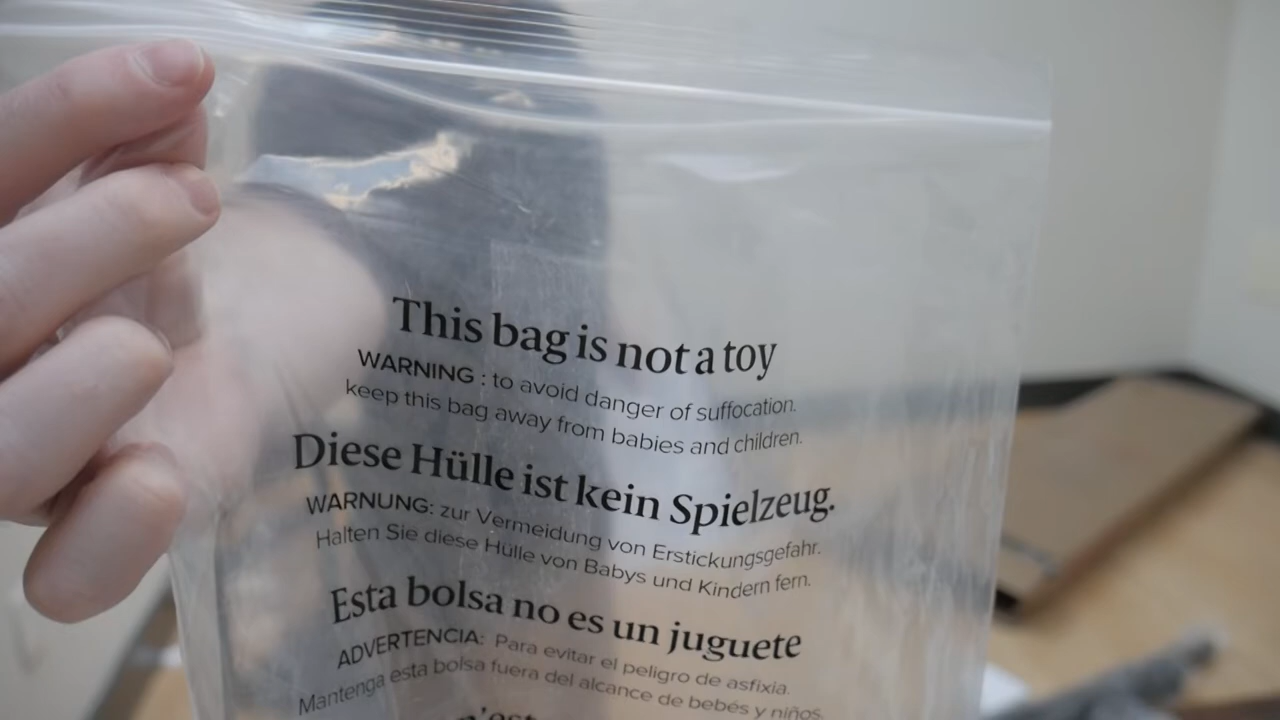 This bag is not a toy
WARNING : to avoid danger of suffocation.
keep this bag away from babies and children.
Diese Hülle ist kein Spielzeug.
WARNUNG: zur Vermeidung von Erstickungsgefahr.
Halten Sie diese Hülle von Babys und Kindern fern.
Esta bolsa no es un juguete
ADVERTENCIA: Para evitar el peligro de asfixia.
Mantenga esta bolsa fuera del alcance de bebés y niños.